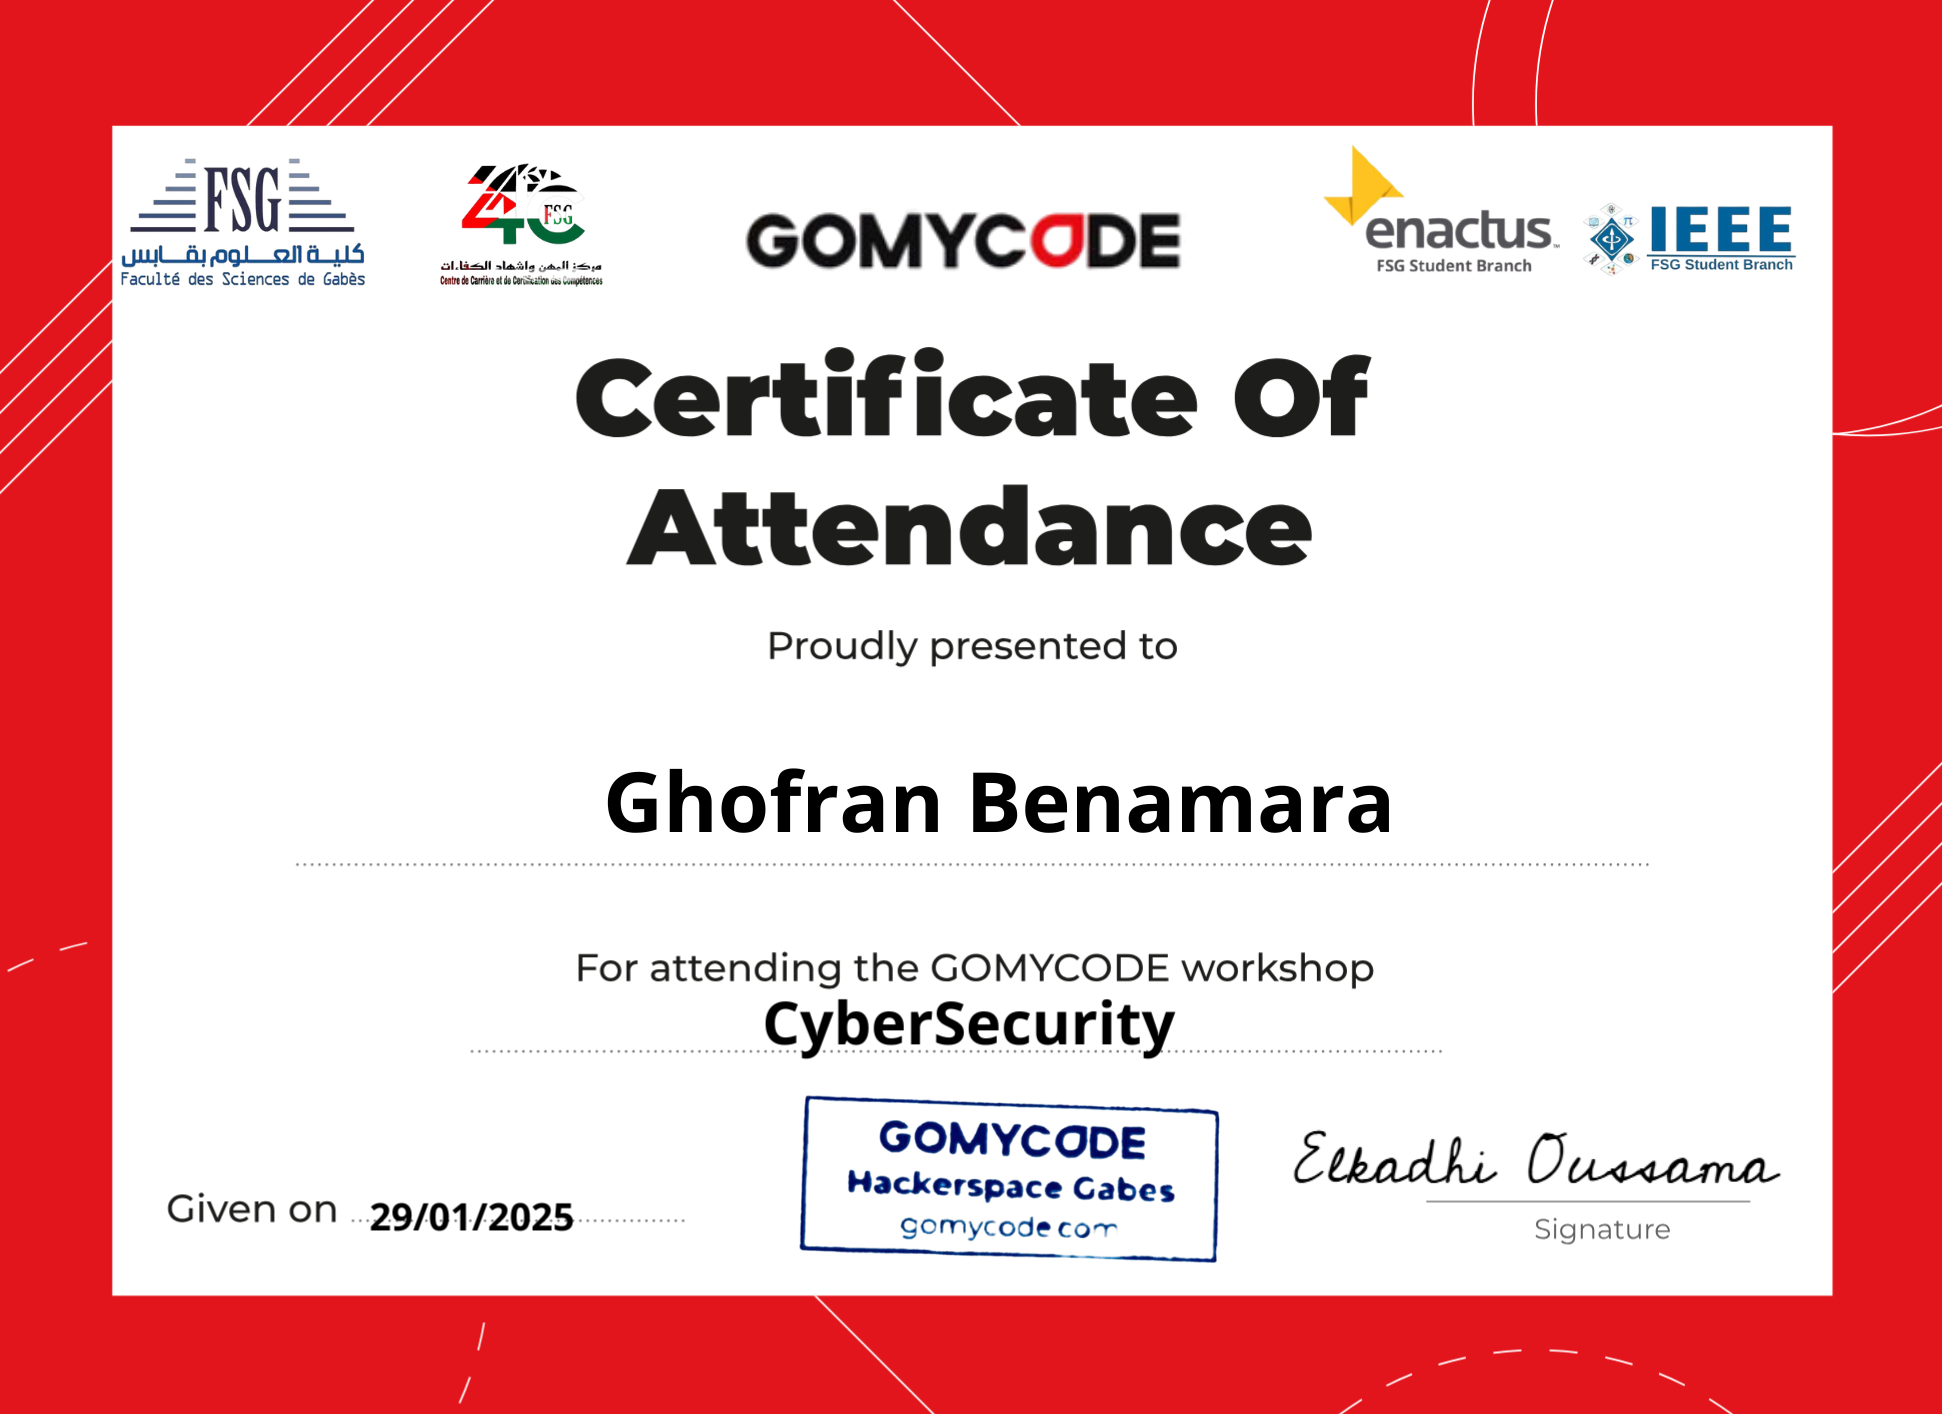 FSG
كلية العلوم بقابس
Faculté des Sciences de Gabès
4C
FSG
مركز المهن وإشهاد الكفاءات
Centre de Carrière et de Certification des Compétences
GOMYCODE
enactus
FSG Student Branch
IEEE
FSG Student Branch
Certificate Of
Attendance
Proudly presented to
Ghofran Benamara
For attending the GOMYCODE workshop
CyberSecurity
GOMYCODE
Hackerspace Gabes
gomycode.com
Given on 29/01/2025
Elkadhi Oussama
Signature